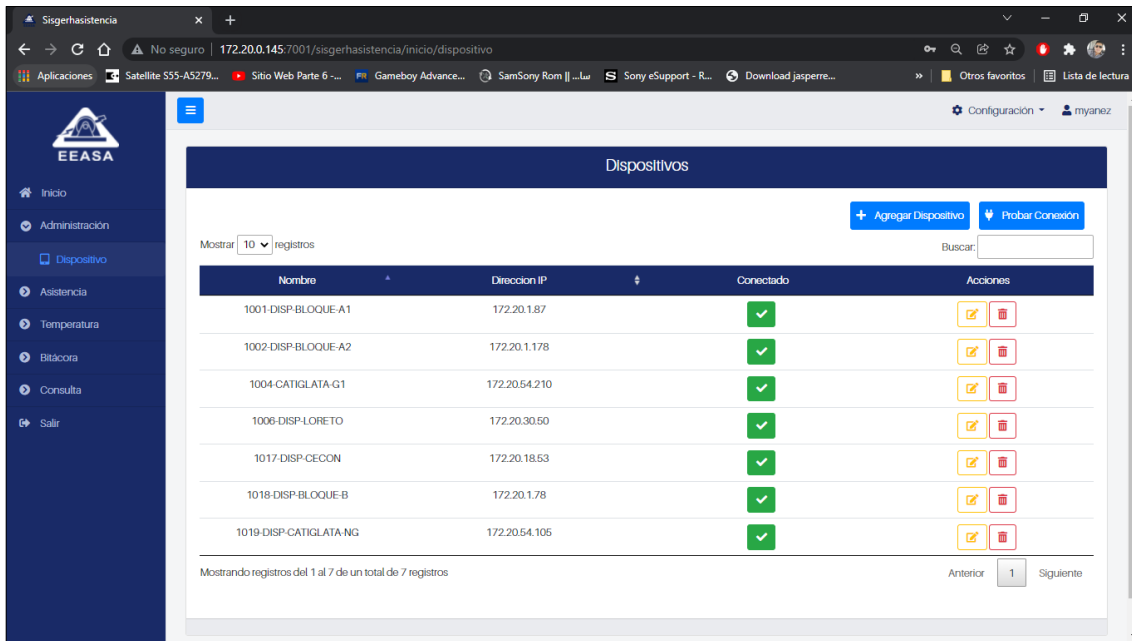 Sisgerhasistencia
No seguro | 172.20.0.145:7001/sisgerhasistencia/inicio/dispositivo
Aplicaciones Satellite S55-A5279... Sitio Web Parte 6 -... FR Gameboy Advance... SamSony Rom || ...ـسا S Sony eSupport - R... Download jasperre... » Otros favoritos Lista de lectura
EEASA
Configuración myanez
Dispositivos
Inicio
Administración
Dispositivo
Asistencia
Temperatura
Bitácora
Consulta
Salir
+ Agregar Dispositivo Probar Conexión
Mostrar 10 registros Buscar:
Nombre Direccion IP Conectado Acciones
1001-DISP-BLOQUE-A1 172.20.1.87
1002-DISP-BLOQUE-A2 172.20.1.178
1004-CATIGLATA-G1 172.20.54.210
1006-DISP-LORETO 172.20.30.50
1017-DISP-CECON 172.20.18.53
1018-DISP-BLOQUE-B 172.20.1.78
1019-DISP-CATIGLATA-NG 172.20.54.105
Mostrando registros del 1 al 7 de un total de 7 registros Anterior 1 Siguiente